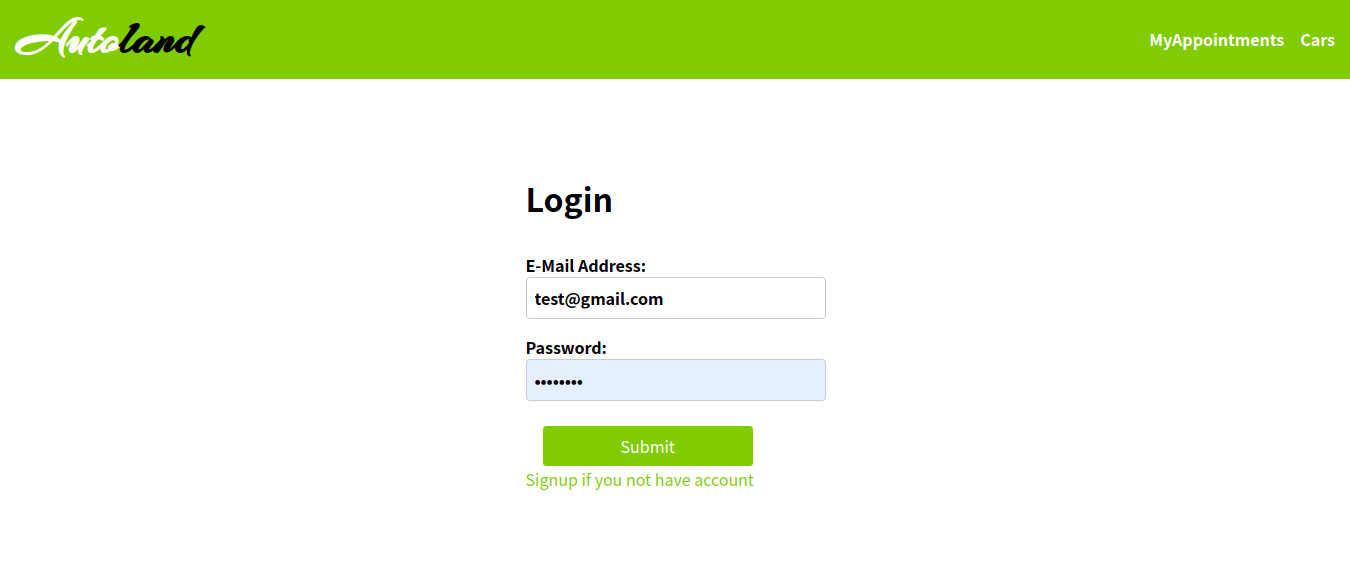 Autoland
MyAppointments Cars
Login
E-Mail Address:
test@gmail.com
Password:
••••••••
Submit
Signup if you not have account